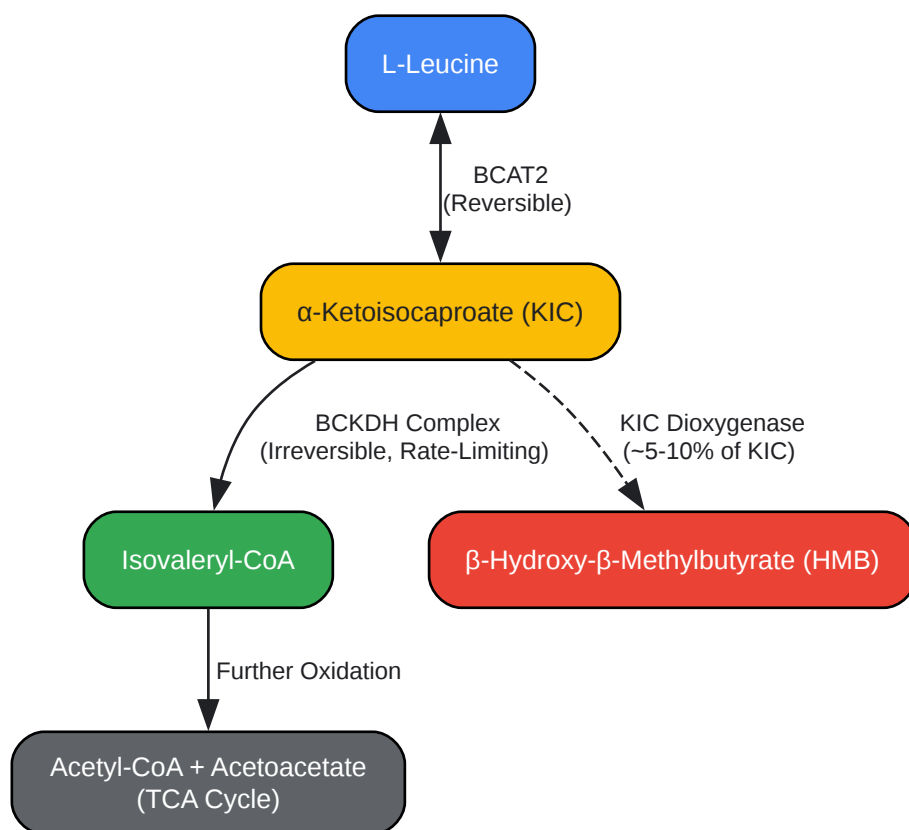 L-Leucine
BCAT2
(Reversible)
α-Ketoisocaproate (KIC)
BCKDH Complex
(Irreversible, Rate-Limiting)
KIC Dioxygenase
(~5-10% of KIC)
Isovaleryl-CoA
β-Hydroxy-β-Methylbutyrate (HMB)
Further Oxidation
Acetyl-CoA + Acetoacetate
(TCA Cycle)